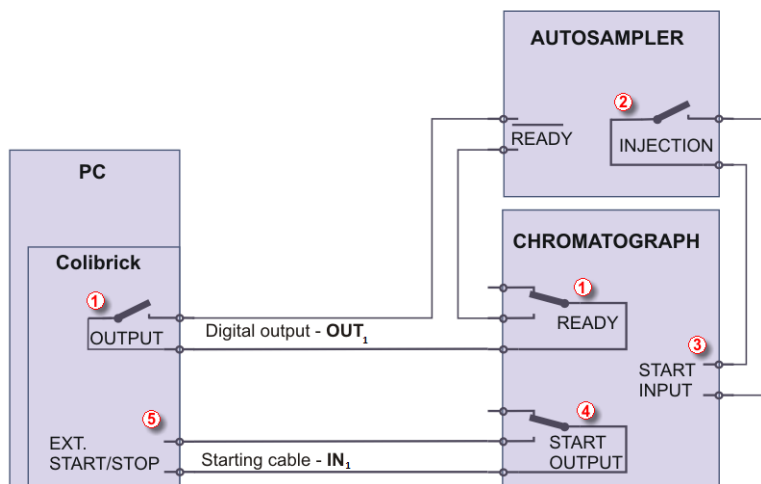 AUTOSAMPLER
②
READY
INJECTION
PC
CHROMATOGRAPH
Colibrick
①
①
OUTPUT
Digital output - OUT₁
READY
③
START
INPUT
④
⑤
EXT.
START/STOP
START
OUTPUT
Starting cable - IN₁